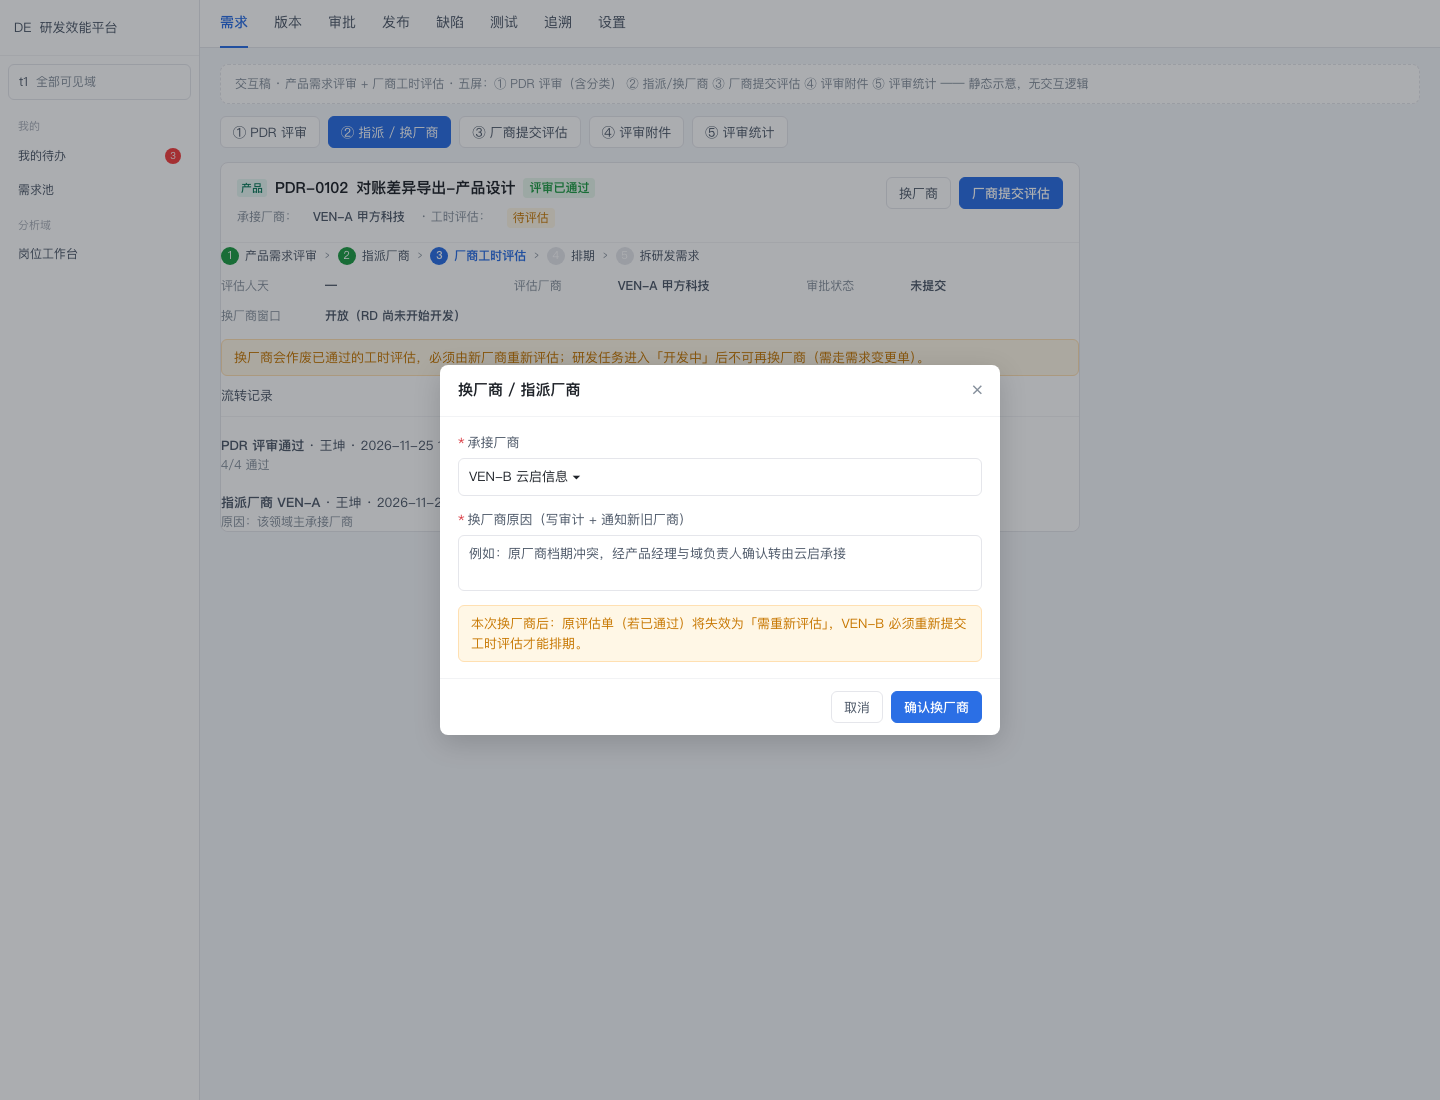 DE 研发效能平台
需求 版本 审批 发布 缺陷 测试 追溯 设置
t1 全部可见域
我的
我的待办 3
需求池
分析域
岗位工作台
交互稿 · 产品需求评审 + 厂商工时评估 · 五屏：① PDR 评审（含分类） ② 指派/换厂商 ③ 厂商提交评估 ④ 评审附件 ⑤ 评审统计 —— 静态示意，无交互逻辑
① PDR 评审 ② 指派 / 换厂商 ③ 厂商提交评估 ④ 评审附件 ⑤ 评审统计
产品 PDR-0102 对账差异导出-产品设计 评审已通过
换厂商 厂商提交评估
承接厂商： VEN-A 甲方科技 · 工时评估： 待评估
1 产品需求评审 › 2 指派厂商 › 3 厂商工时评估 › 4 排期 › 5 拆研发需求
评估人天 — 评估厂商 VEN-A 甲方科技 审批状态 未提交
换厂商窗口 开放（RD 尚未开始开发）
换厂商会作废已通过的工时评估，必须由新厂商重新评估；研发任务进入「开发中」后不可再换厂商（需走需求变更单）。
流转记录
PDR 评审通过 · 王坤 · 2026-11-25
4/4 通过
指派厂商 VEN-A · 王坤 · 2026-11-2
原因：该领域主承接厂商
换厂商 / 指派厂商 ×
* 承接厂商
VEN-B 云启信息
* 换厂商原因（写审计 + 通知新旧厂商）
例如：原厂商档期冲突，经产品经理与域负责人确认转由云启承接
本次换厂商后：原评估单（若已通过）将失效为「需重新评估」，VEN-B 必须重新提交
工时评估才能排期。
取消 确认换厂商